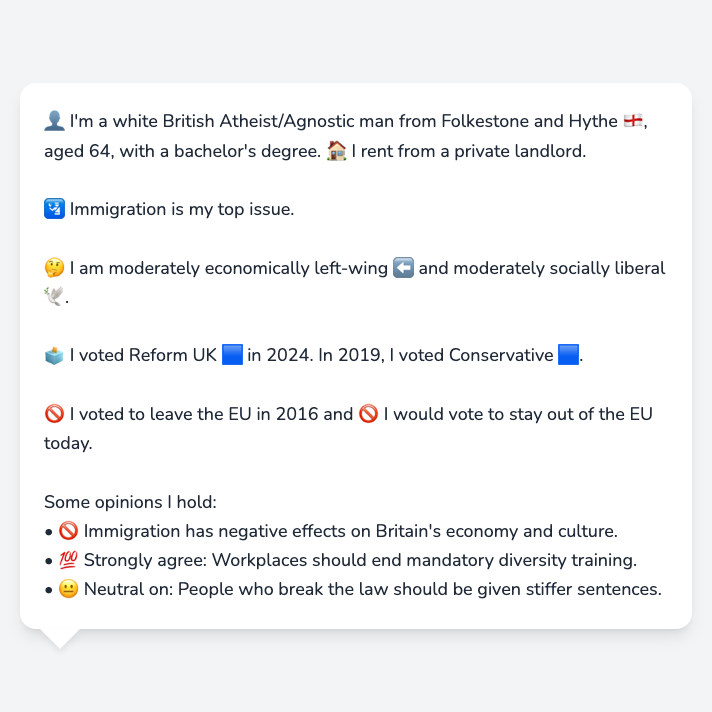 👤 I'm a white British Atheist/Agnostic man from Folkestone and Hythe 🏴󠁧󠁢󠁥󠁮󠁧󠁿,
aged 64, with a bachelor's degree. 🏠 I rent from a private landlord.
🛂 Immigration is my top issue.
🤔 I am moderately economically left-wing ⬅️ and moderately socially liberal
🕊️.
🗳️ I voted Reform UK 🟦 in 2024. In 2019, I voted Conservative 🟦.
🚫 I voted to leave the EU in 2016 and 🚫 I would vote to stay out of the EU
today.
Some opinions I hold:
• 🚫 Immigration has negative effects on Britain's economy and culture.
• 💯 Strongly agree: Workplaces should end mandatory diversity training.
• 😐 Neutral on: People who break the law should be given stiffer sentences.